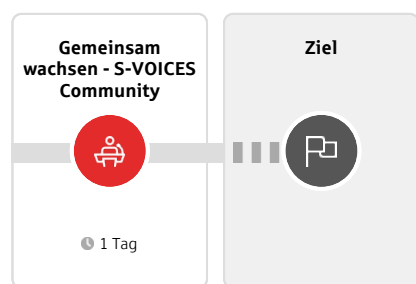 Gemeinsam
wachsen - S-VOICES
Community
1 Tag
Ziel